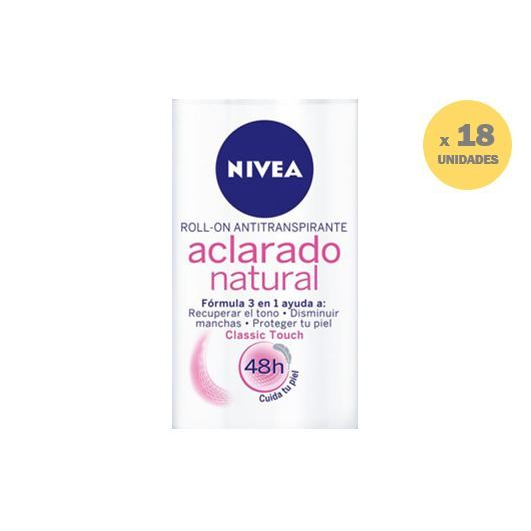 x 18
UNIDADES
NIVEA
ROLL-ON ANTITRANSPIRANTE
aclarado
natural
Fórmula 3 en 1 ayuda a:
Recuperar el tono • Disminuir
manchas • Proteger tu piel
Classic Touch
48h
Cuida tu piel